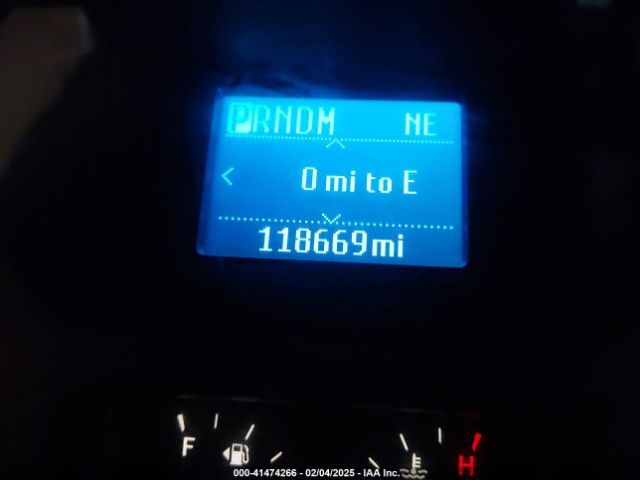 PRNDM NE
< 0 mi to E
118669mi
F H
000-41474266 - 02/04/2025 - IAA Inc.